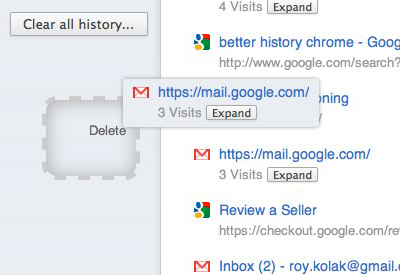 4 Visits Expand
Clear all history...
better history chrome - Goog
http://www.google.com/search?
https://mail.google.com/
oning
3 Visits Expand
Delete
https://mail.google.com/
3 Visits Expand
Review a Seller
https://checkout.google.com/rev
Inbox (2) - roy.kolak@gmail.c